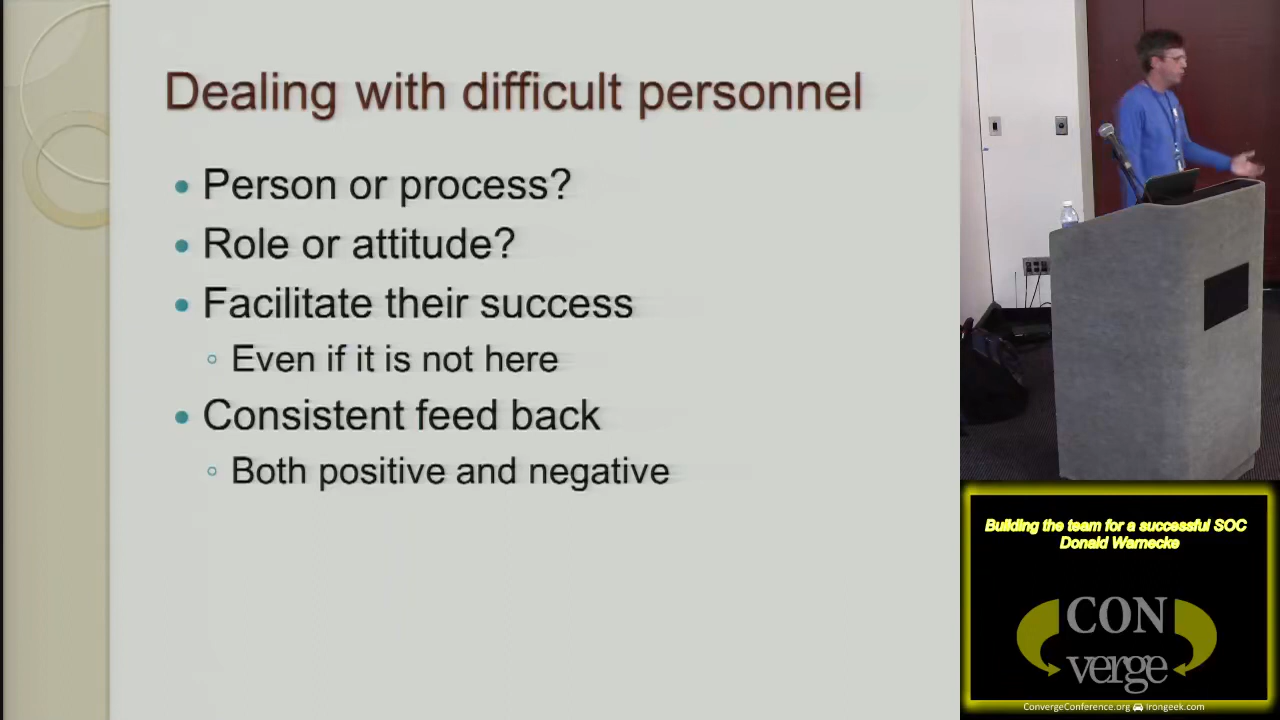 Dealing with difficult personnel
Person or process?
Role or attitude?
Facilitate their success
Even if it is not here
Consistent feed back
Both positive and negative
Building the team for a successful SOC
Donald Warnecke
CON
verge
ConvergeConference.org Irongeek.com